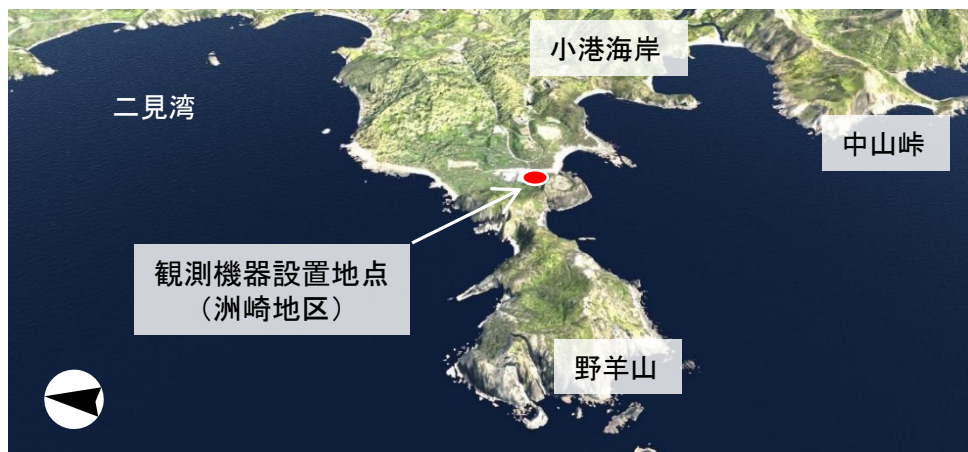 小港海岸
二見湾
中山峠
観測機器設置地点
（洲崎地区）
野羊山